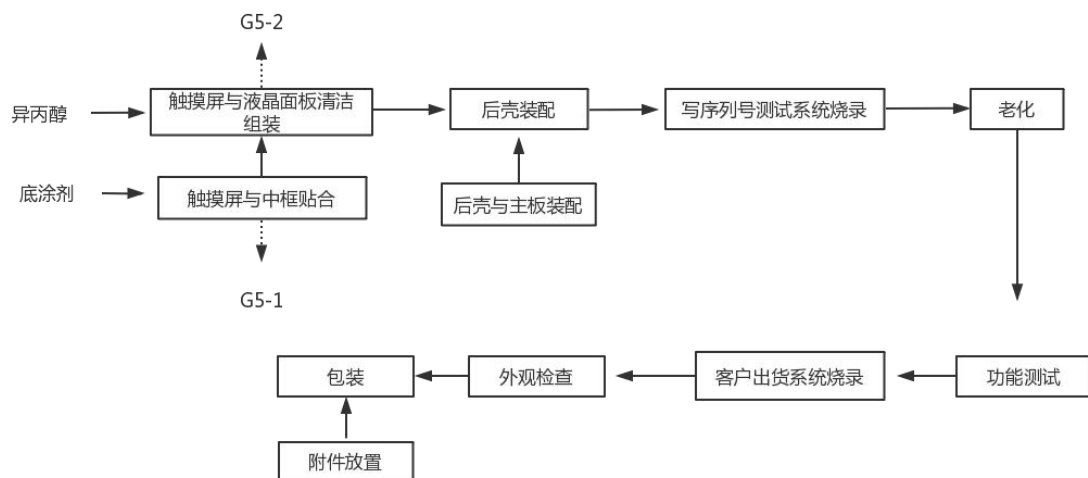 G5-2
异丙醇
触摸屏与液晶面板清洁
组装
后壳装配
写序列号测试系统烧录
老化
底涂剂
触摸屏与中框贴合
后壳与主板装配
G5-1
包装
外观检查
客户出货系统烧录
功能测试
附件放置